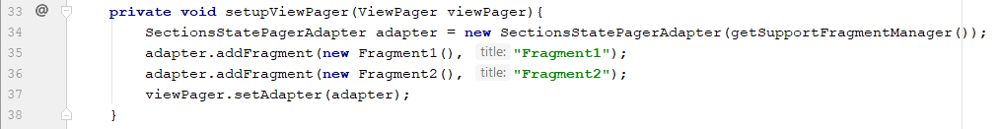 33 @ private void setupViewPager(ViewPager viewPager){
34 SectionsStatePagerAdapter adapter = new SectionsStatePagerAdapter(getSupportFragmentManager());
35 adapter.addFragment(new Fragment1(), title: "Fragment1");
36 adapter.addFragment(new Fragment2(), title: "Fragment2");
37 viewPager.setAdapter(adapter);
38 }